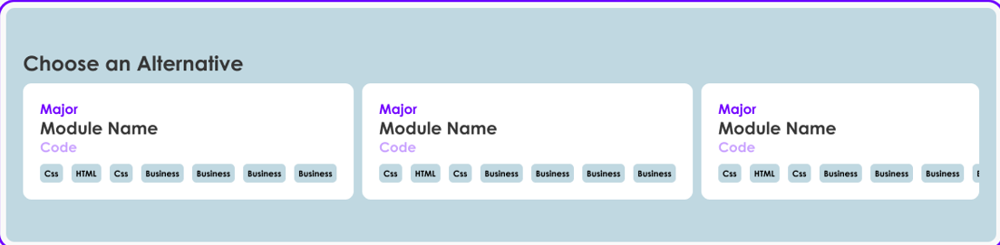 Choose an Alternative
Major
Module Name
Code
Css HTML Css Business Business Business Business
Major
Module Name
Code
Css HTML Css Business Business Business Business
Major
Module Name
Code
Css HTML Css Business Business Business